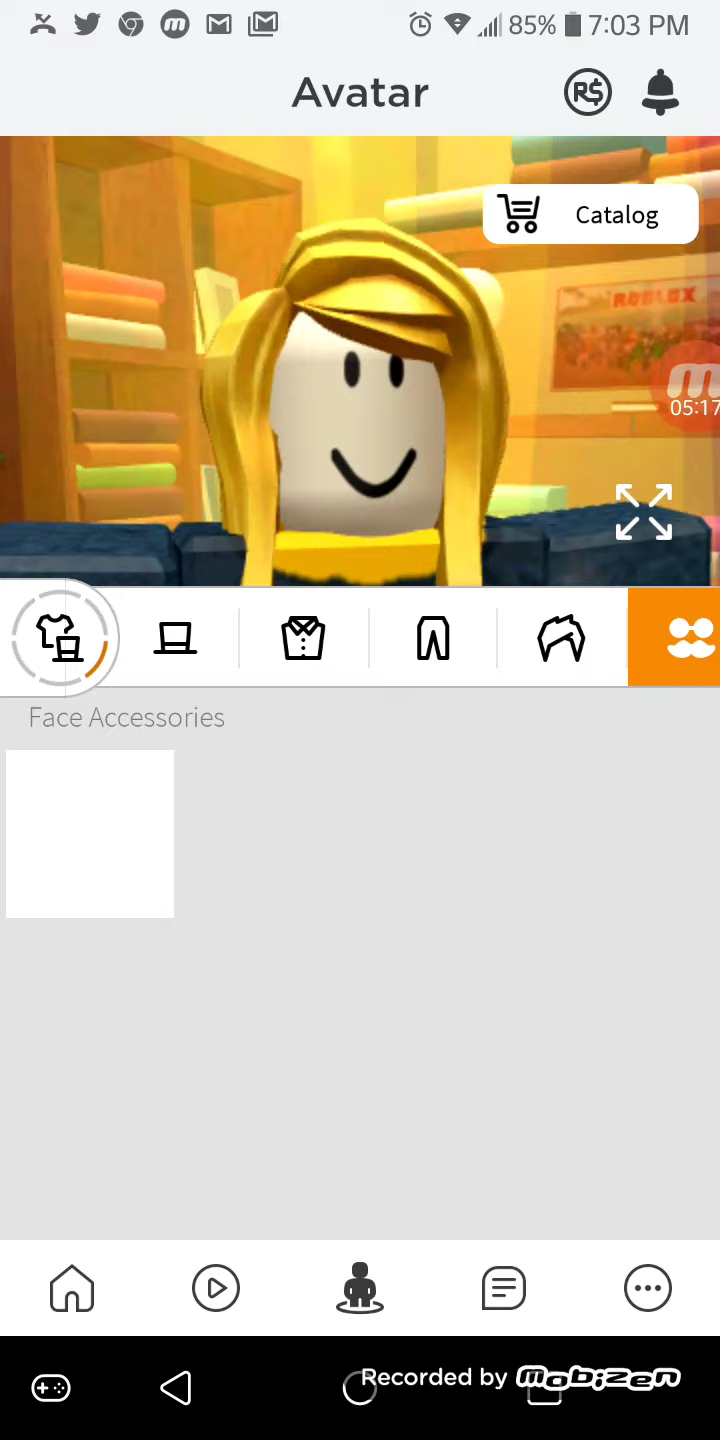 85% 7:03 PM
Avatar
R$
Catalog
ROBLOX
m
05:17
Face Accessories
Recorded by mobizen